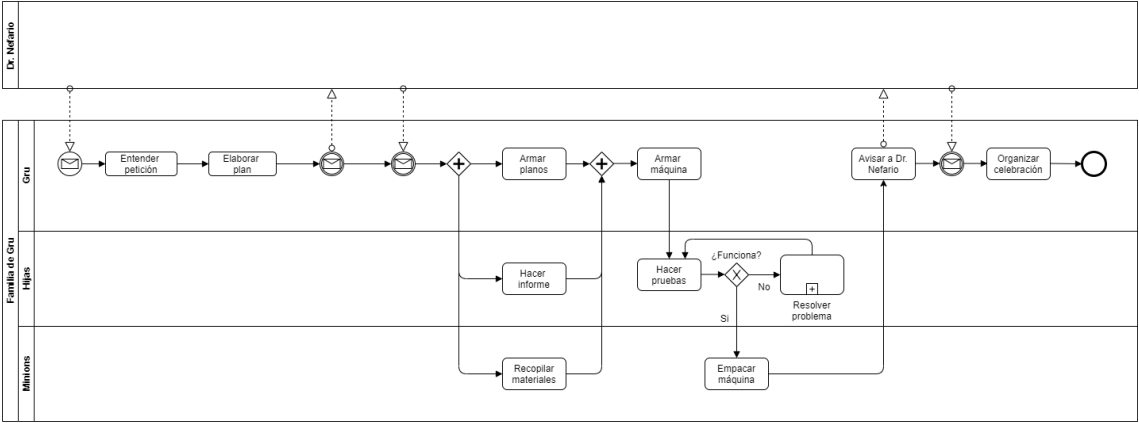 Dr. Nefario
Familia de Gru
Gru
Entender
petición
Elaborar
plan
Armar
planos
Armar
máquina
Avisar a Dr.
Nefario
Organizar
celebración
Hijas
Hacer
informe
Hacer
pruebas
¿Funciona?
X
No
Resolver
problema
Si
Minions
Recopilar
materiales
Empacar
máquina